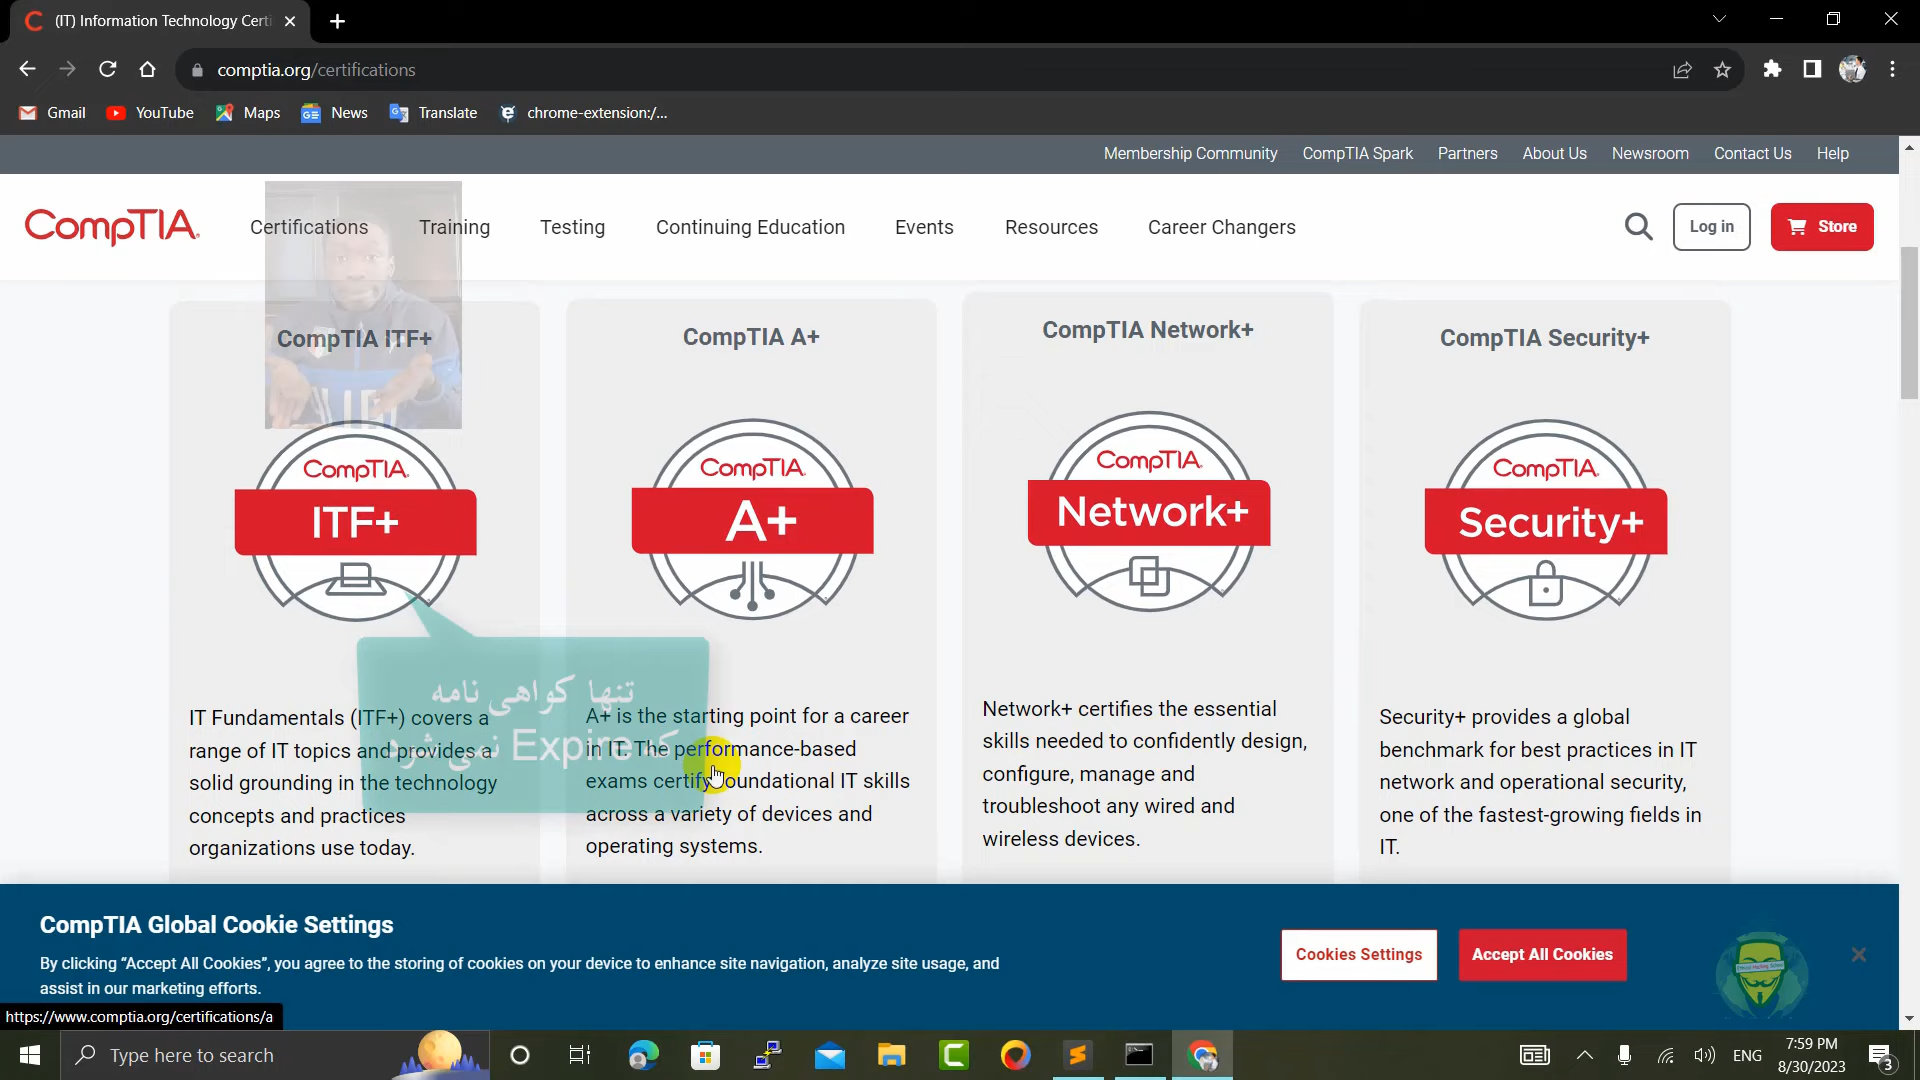 (IT) Information Technology Certi
comptia.org/certifications
Gmail
YouTube
Maps
News
Translate
chrome-extension:/...
Membership Community
CompTIA Spark
Partners
About Us
Newsroom
Contact Us
Help
CompTIA.
Certifications
Training
Testing
Continuing Education
Events
Resources
Career Changers
Log in
Store
CompTIA ITF+
CompTIA A+
CompTIA Network+
CompTIA Security+
CompTIA.
ITF+
CompTIA.
A+
CompTIA.
Network+
CompTIA.
Security+
تنها گواهی نامه
که Expire نمی شود
IT Fundamentals (ITF+) covers a
range of IT topics and provides a
solid grounding in the technology
concepts and practices
organizations use today.
A+ is the starting point for a career
in IT. The performance-based
exams certify foundational IT skills
across a variety of devices and
operating systems.
Network+ certifies the essential
skills needed to confidently design,
configure, manage and
troubleshoot any wired and
wireless devices.
Security+ provides a global
benchmark for best practices in IT
network and operational security,
one of the fastest-growing fields in
IT.
CompTIA Global Cookie Settings
By clicking “Accept All Cookies”, you agree to the storing of cookies on your device to enhance site navigation, analyze site usage, and
assist in our marketing efforts.
Cookies Settings
Accept All Cookies
https://www.comptia.org/certifications/a
Type here to search
ENG
7:59 PM
8/30/2023
3